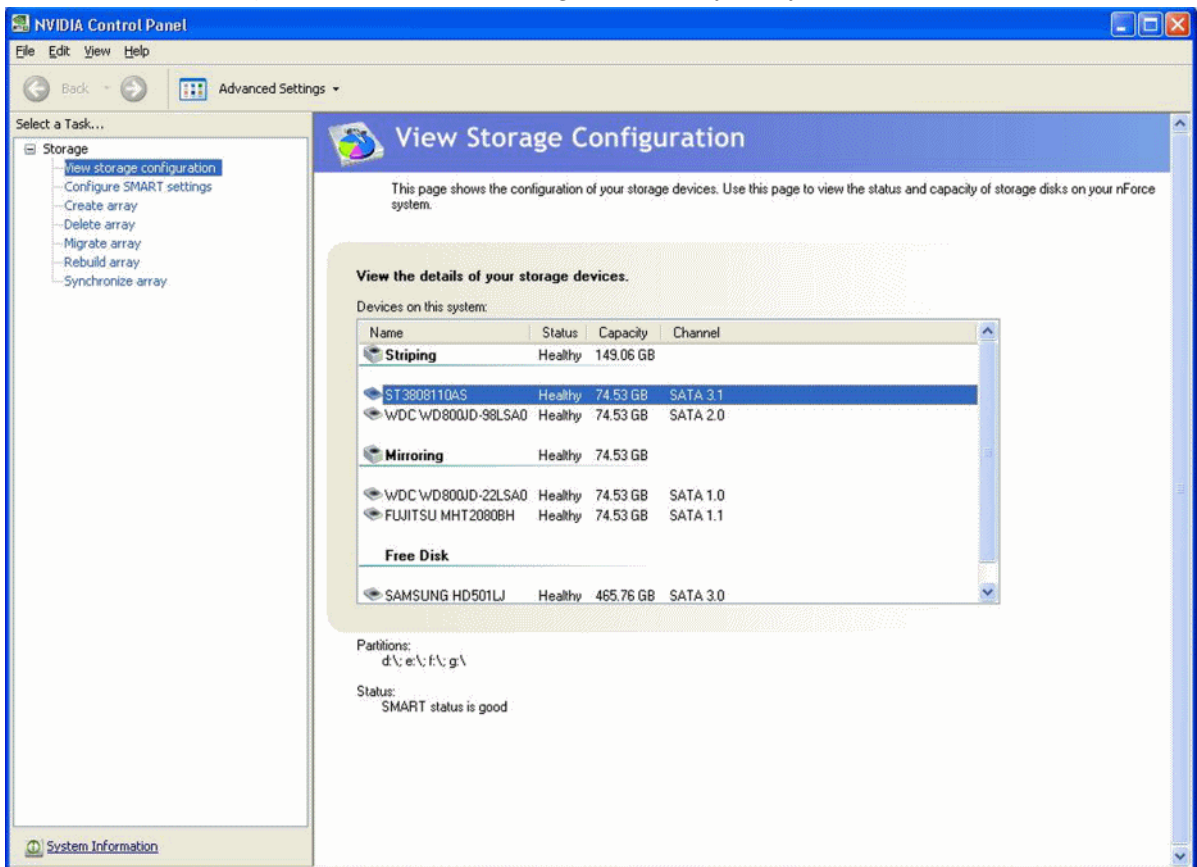 NVIDIA Control Panel
File Edit View Help
Back Advanced Settings
Select a Task...
Storage
View storage configuration
Configure SMART settings
Create array
Delete array
Migrate array
Rebuild array
Synchronize array
System Information
View Storage Configuration
This page shows the configuration of your storage devices. Use this page to view the status and capacity of storage disks on your nForce
system.
View the details of your storage devices.
Devices on this system:
Name Status Capacity Channel
Striping Healthy 149.06 GB
ST3808110AS Healthy 74.53 GB SATA 3.1
WDC WD800JD-98LSA0 Healthy 74.53 GB SATA 2.0
Mirroring Healthy 74.53 GB
WDC WD800JD-22LSA0 Healthy 74.53 GB SATA 1.0
FUJITSU MHT2080BH Healthy 74.53 GB SATA 1.1
Free Disk
SAMSUNG HD501LJ Healthy 465.76 GB SATA 3.0
Partitions:
d:\; e:\; f:\; g:\
Status:
SMART status is good